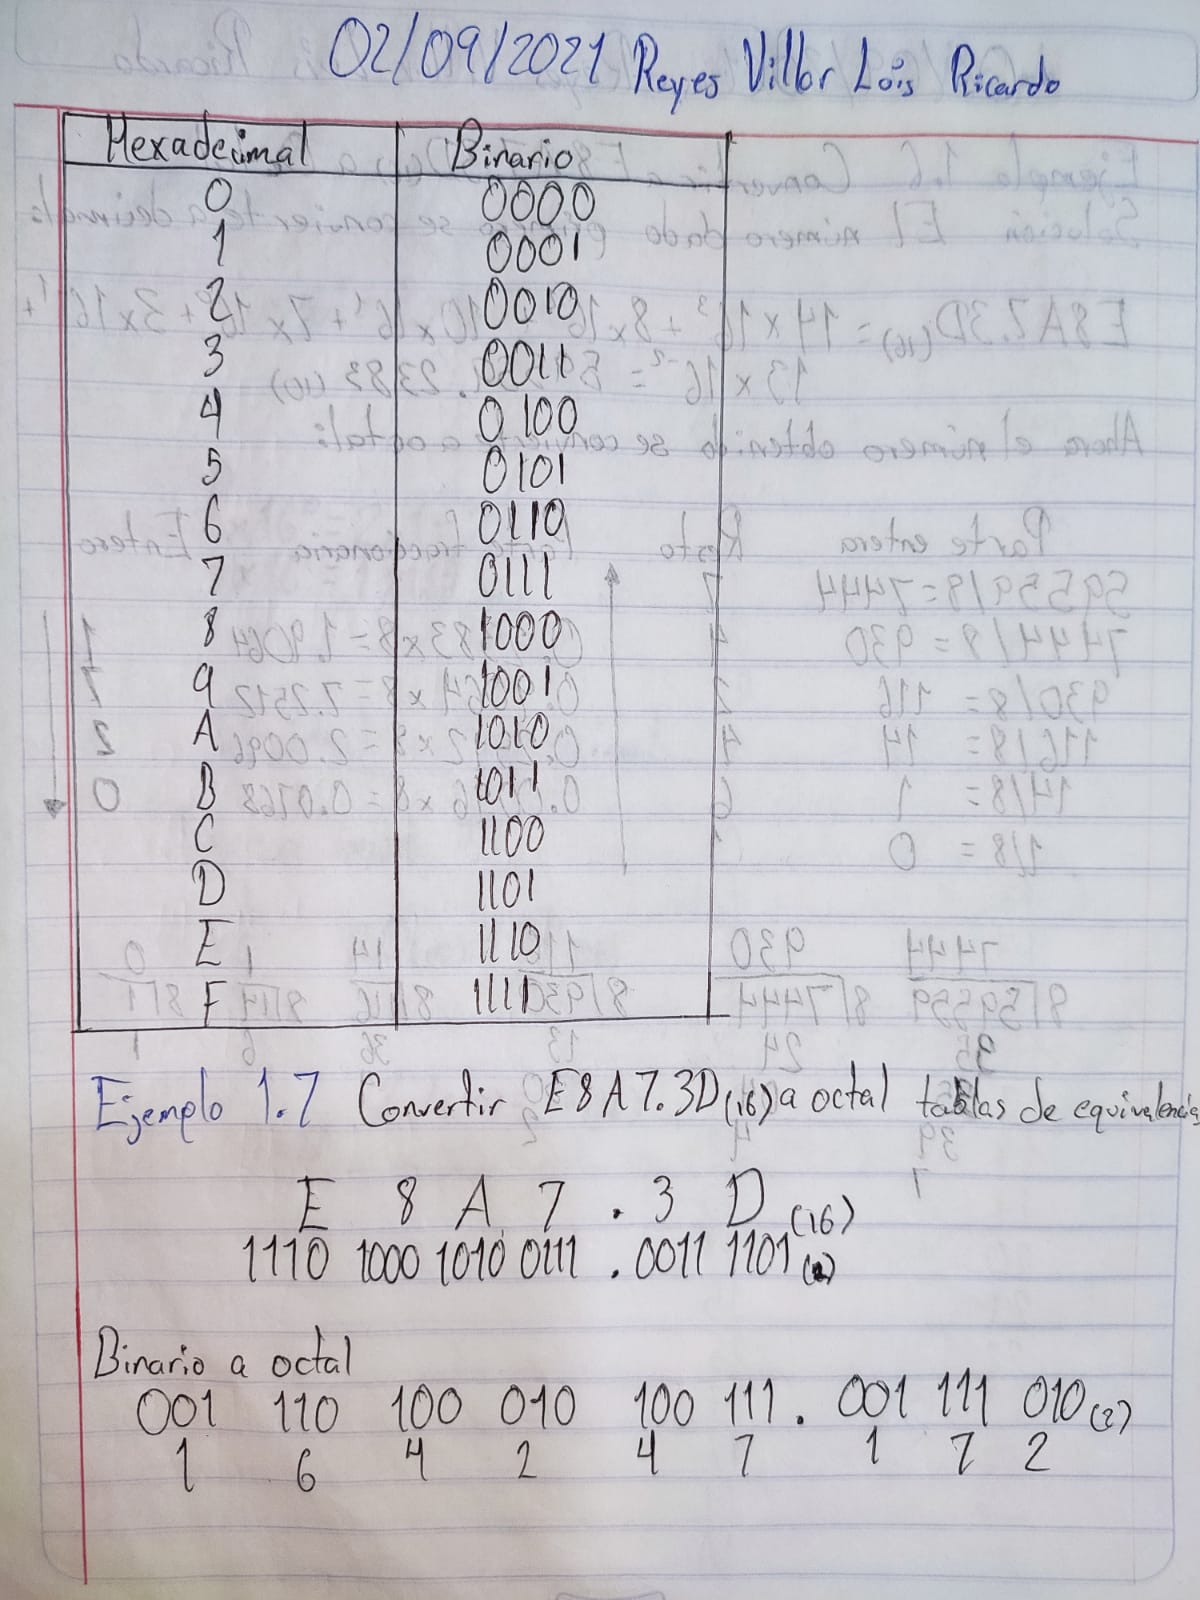 02/09/2021 Reyes Villar Luis Ricardo
Hexadecimal Binario
0 0000
1 0001
2 0010
3 0011
4 0100
5 0101
6 0110
7 0111
8 1000
9 1001
A 1010
B 1011
C 1100
D 1101
E 1110
F 1111
Ejemplo 1.7 Convertir E8A7.3D(16) a octal tablas de equivalencia
E 8 A 7 . 3 D (16)
1110 1000 1010 0111 . 0011 1101 (2)
Binario a octal
001 110 100 010 100 111 . 001 111 010 (2)
1 6 4 2 4 7 1 7 2